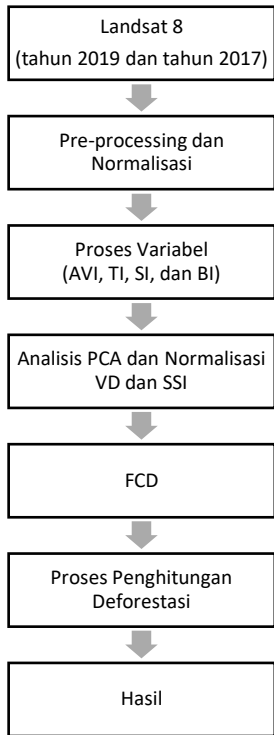 Landsat 8
(tahun 2019 dan tahun 2017)
Pre-processing dan
Normalisasi
Proses Variabel
(AVI, TI, SI, dan BI)
Analisis PCA dan Normalisasi
VD dan SSI
FCD
Proses Penghitungan
Deforestasi
Hasil